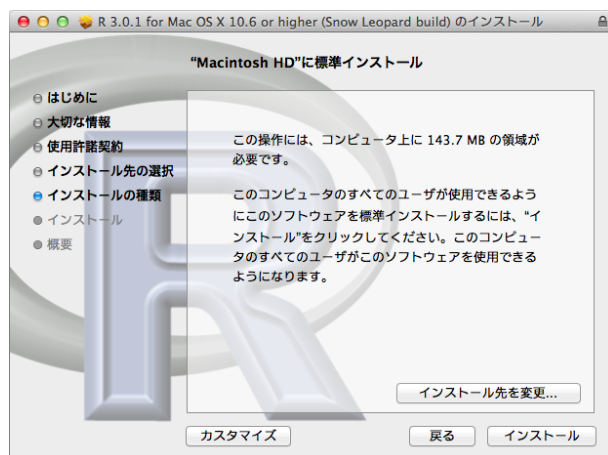 R 3.0.1 for Mac OS X 10.6 or higher (Snow Leopard build) のインストール
“Macintosh HD”に標準インストール
はじめに
大切な情報
使用許諾契約
インストール先の選択
インストールの種類
インストール
概要
この操作には、コンピュータ上に 143.7 MB の領域が
必要です。
このコンピュータのすべてのユーザが使用できるよう
にこのソフトウェアを標準インストールするには、“イ
ンストール”をクリックしてください。このコンピュー
タのすべてのユーザがこのソフトウェアを使用できる
ようになります。
インストール先を変更...
カスタマイズ
戻る
インストール
R